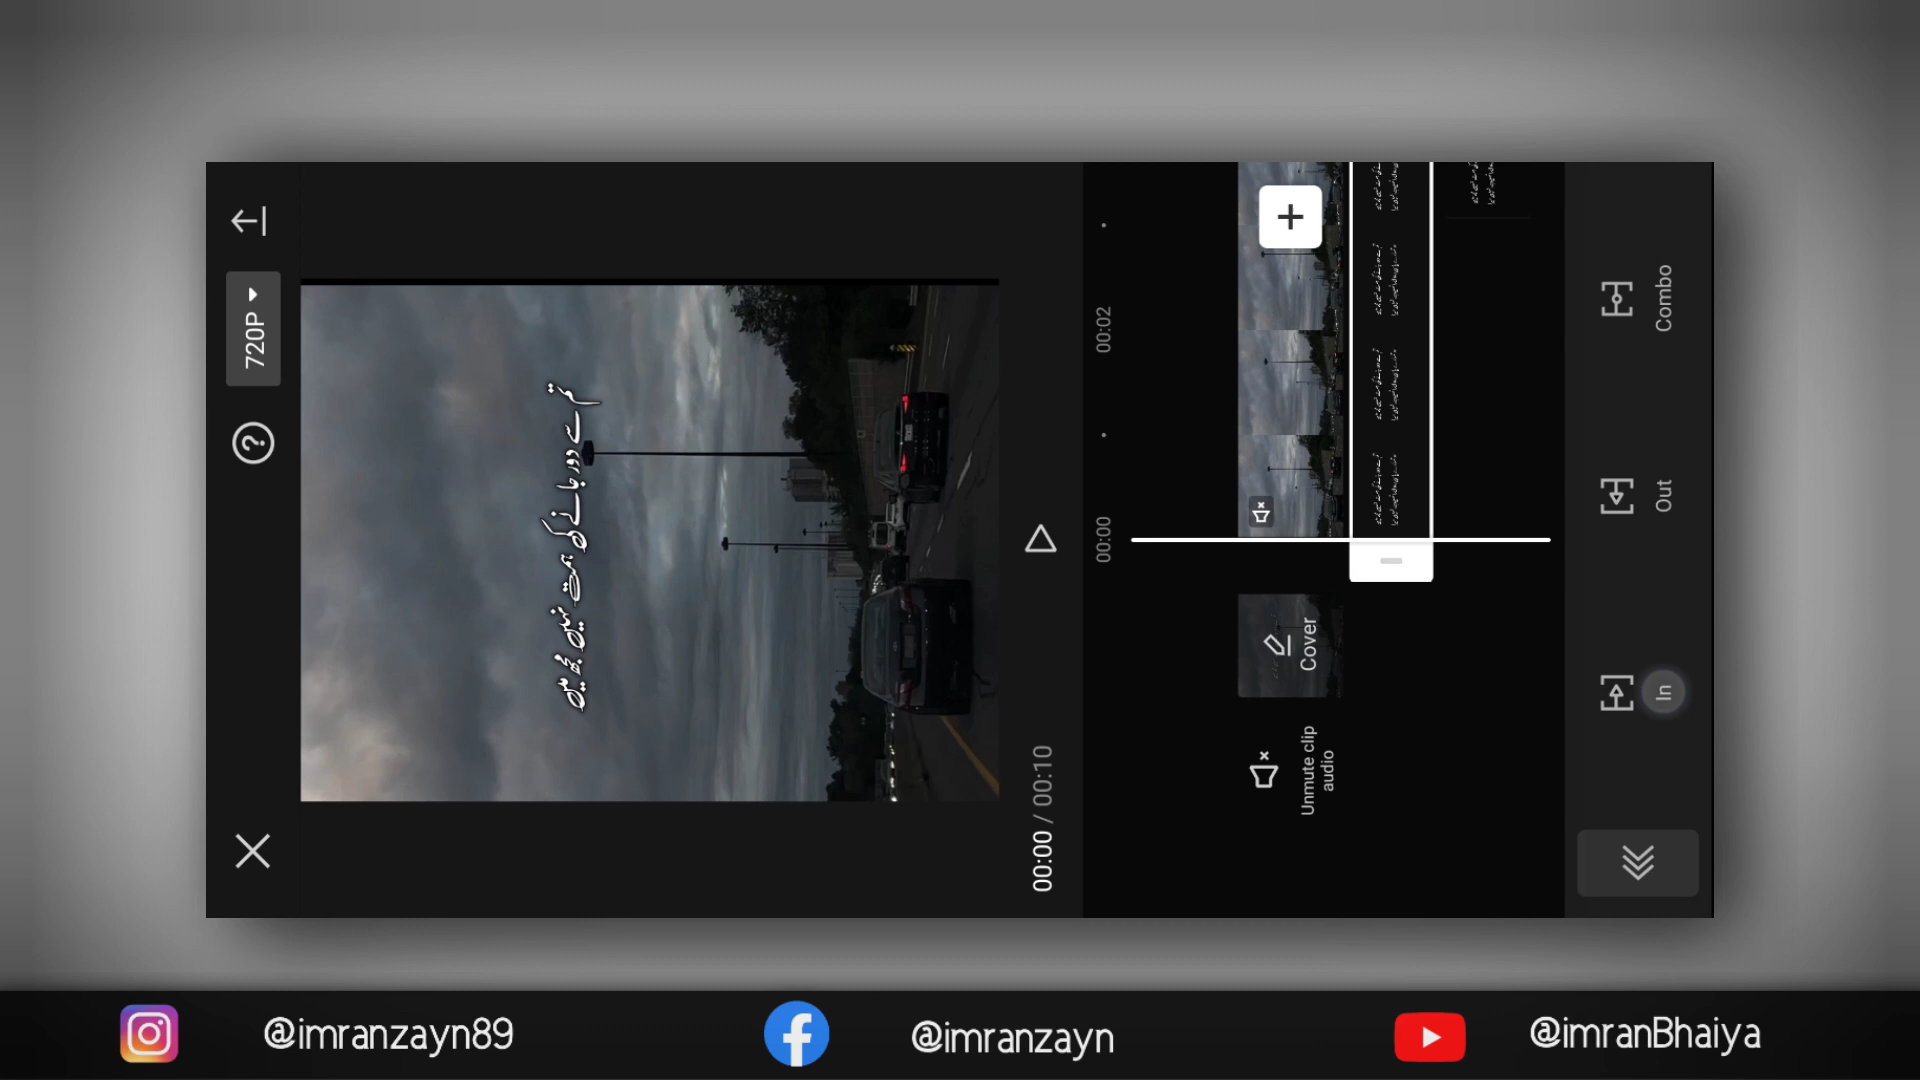 720P
تم سے دور جانے کی ہمت نہیں مجھ میں
00:00 / 00:10
00:00
00:02
Cover
Unmute clip
audio
In
Out
Combo
@imranzayn89
@imranzayn
@imranBhaiya